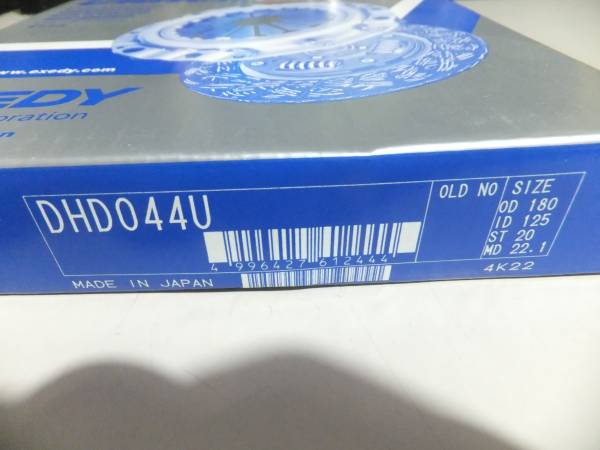 www.exedy.com
EDY
oration
DHD044U
OLD NO
SIZE
OD 180
ID 125
ST 20
MD 22.1
4 996427 612444
MADE IN JAPAN
4K22